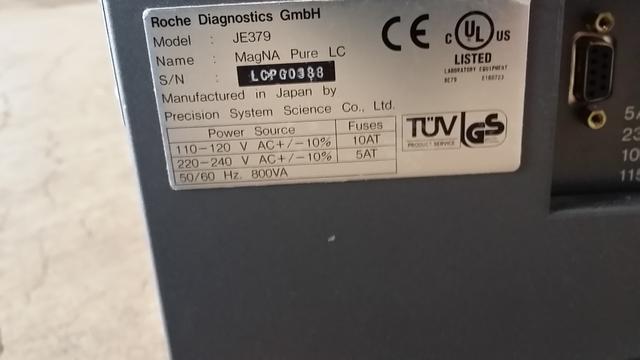 Roche Diagnostics GmbH
Model : JE379
Name : MagNA Pure LC
S/N : LCPG0388
Manufactured in Japan by
Precision System Science Co., Ltd.
Power Source Fuses
110-120 V AC+/-10% 10AT
220-240 V AC+/-10% 5AT
50/60 Hz. 800VA
CE
C UL US
LISTED
LABORATORY EQUIPMENT
TÜV
PRODUCT SERVICE
GS